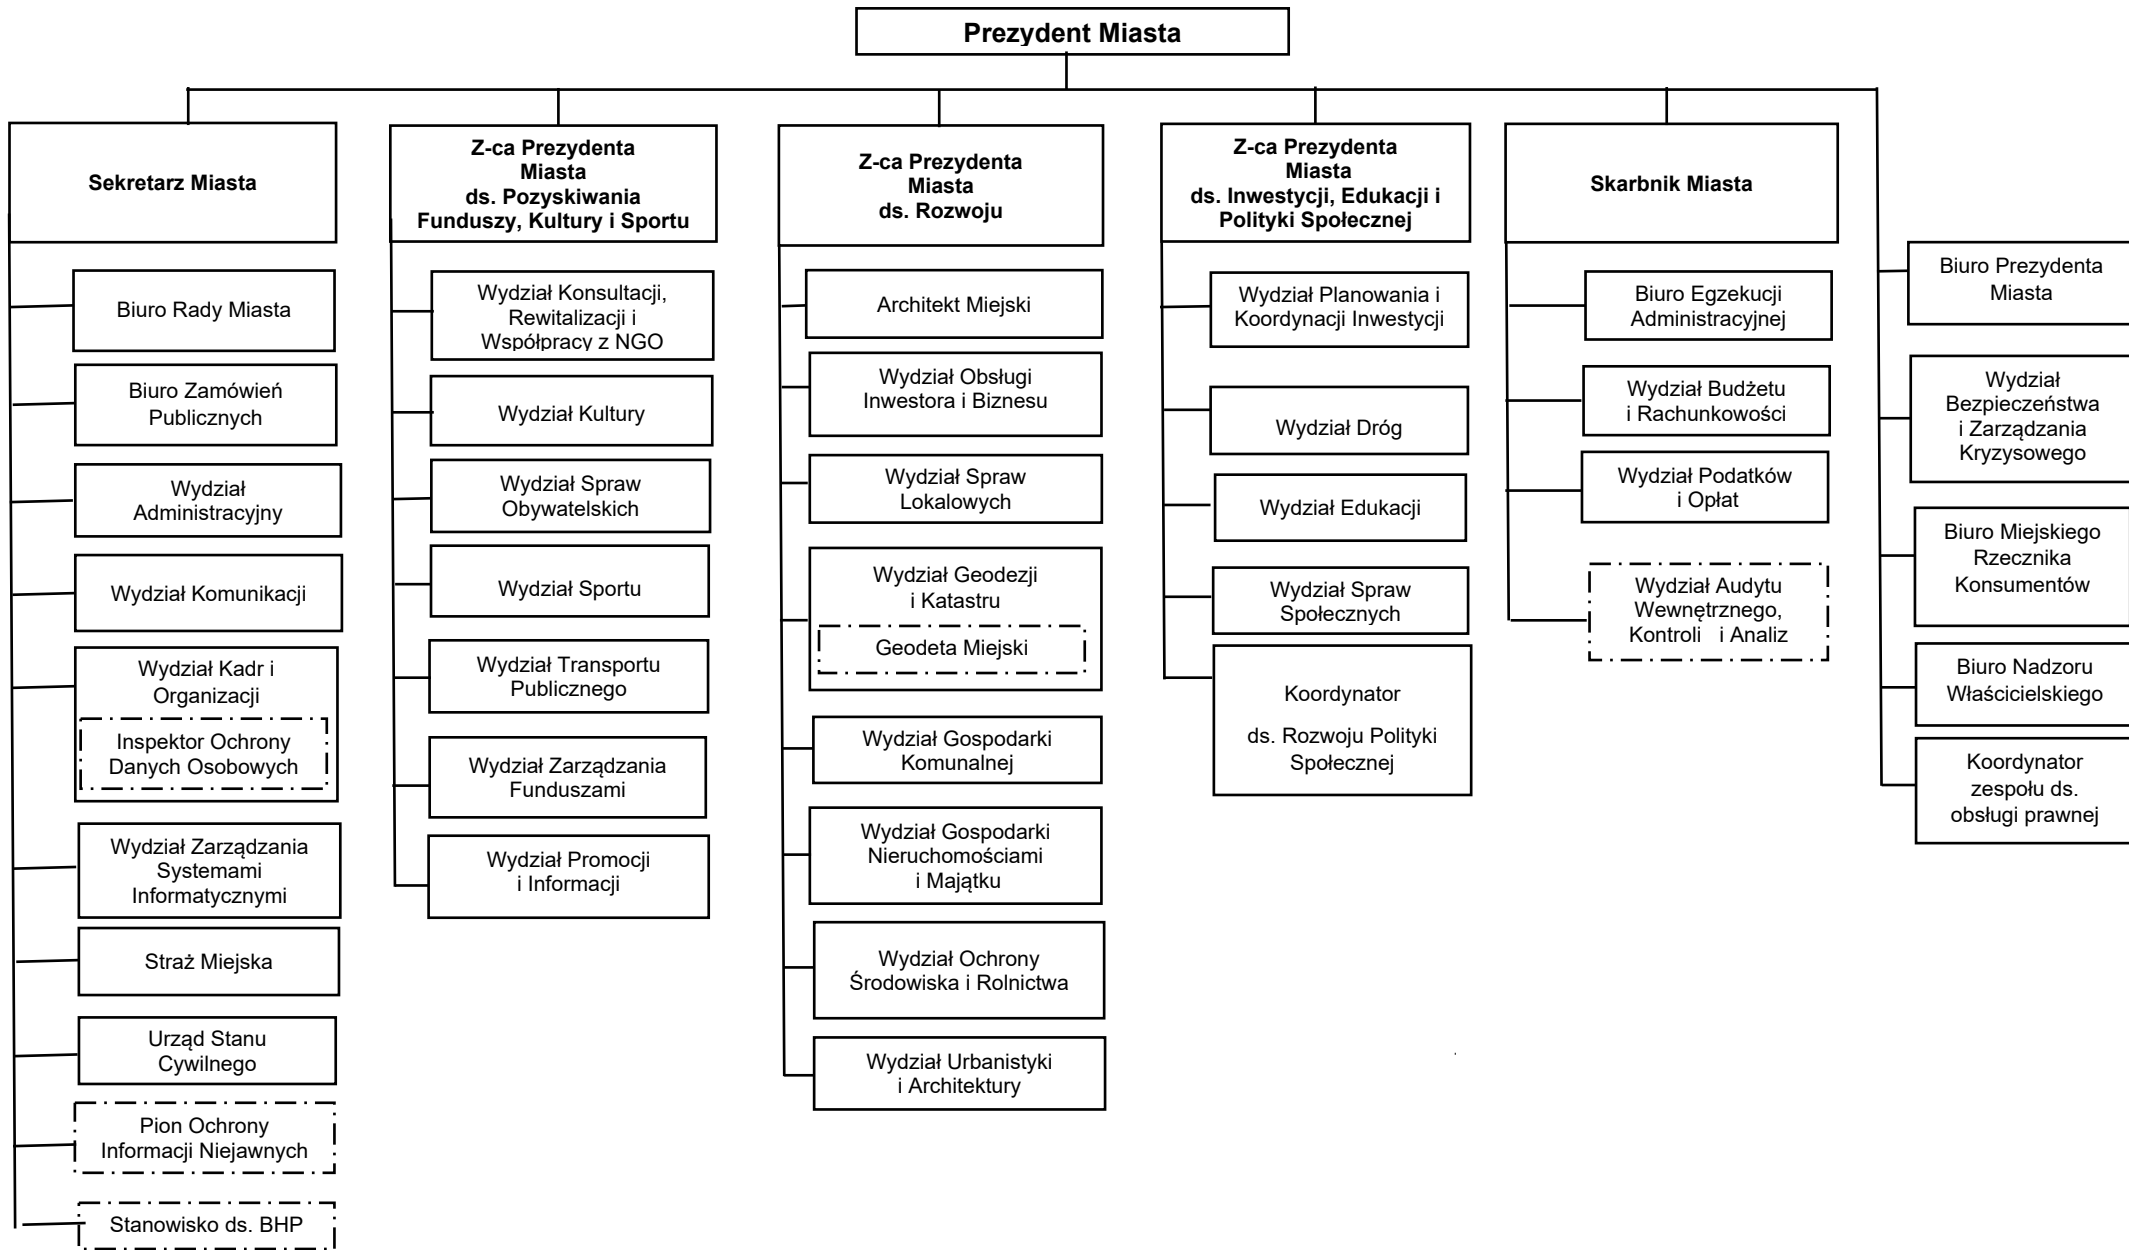 Prezydent Miasta
Sekretarz Miasta
Biuro Rady Miasta
Biuro Zamówień
Publicznych
Wydział
Administracyjny
Wydział Komunikacji
Wydział Kadr i
Organizacji
Inspektor Ochrony
Danych Osobowych
Wydział Zarządzania
Systemami
Informatycznymi
Straż Miejska
Urząd Stanu
Cywilnego
Pion Ochrony
Informacji Niejawnych
Stanowisko ds. BHP
Z-ca Prezydenta
Miasta
ds. Pozyskiwania
Funduszy, Kultury i Sportu
Wydział Konsultacji,
Rewitalizacji i
Współpracy z NGO
Wydział Kultury
Wydział Spraw
Obywatelskich
Wydział Sportu
Wydział Transportu
Publicznego
Wydział Zarządzania
Funduszami
Wydział Promocji
i Informacji
Z-ca Prezydenta
Miasta
ds. Rozwoju
Architekt Miejski
Wydział Obsługi
Inwestora i Biznesu
Wydział Spraw
Lokalowych
Wydział Geodezji
i Katastru
Geodeta Miejski
Wydział Gospodarki
Komunalnej
Wydział Gospodarki
Nieruchomościami
i Majątku
Wydział Ochrony
Środowiska i Rolnictwa
Wydział Urbanistyki
i Architektury
Z-ca Prezydenta
Miasta
ds. Inwestycji, Edukacji i
Polityki Społecznej
Wydział Planowania i
Koordynacji Inwestycji
Wydział Dróg
Wydział Edukacji
Wydział Spraw
Społecznych
Koordynator
ds. Rozwoju Polityki
Społecznej
Skarbnik Miasta
Biuro Egzekucji
Administracyjnej
Wydział Budżetu
i Rachunkowości
Wydział Podatków
i Opłat
Wydział Audytu
Wewnętrznego,
Kontroli i Analiz
Biuro Prezydenta
Miasta
Wydział
Bezpieczeństwa
i Zarządzania
Kryzysowego
Biuro Miejskiego
Rzecznika
Konsumentów
Biuro Nadzoru
Właścicielskiego
Koordynator
zespołu ds.
obsługi prawnej